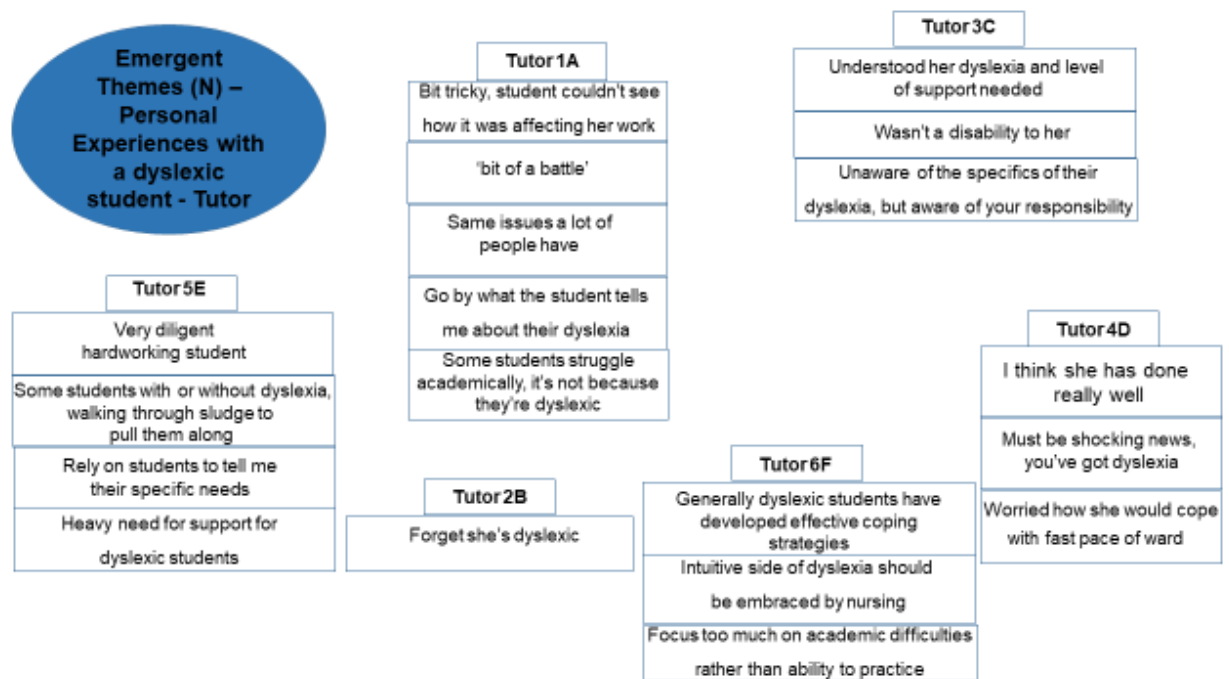 Emergent
Themes (N) –
Personal
Experiences with
a dyslexic
student - Tutor
Tutor 1A
Bit tricky, student couldn't see
how it was affecting her work
'bit of a battle'
Same issues a lot of
people have
Go by what the student tells
me about their dyslexia
Some students struggle
academically, it's not because
they're dyslexic
Tutor 3C
Understood her dyslexia and level
of support needed
Wasn't a disability to her
Unaware of the specifics of their
dyslexia, but aware of your responsibility
Tutor 5E
Very diligent
hardworking student
Some students with or without dyslexia,
walking through sludge to
pull them along
Rely on students to tell me
their specific needs
Heavy need for support for
dyslexic students
Tutor 2B
Forget she's dyslexic
Tutor 6F
Generally dyslexic students have
developed effective coping
strategies
Intuitive side of dyslexia should
be embraced by nursing
Focus too much on academic difficulties
rather than ability to practice
Tutor 4D
I think she has done
really well
Must be shocking news,
you've got dyslexia
Worried how she would cope
with fast pace of ward